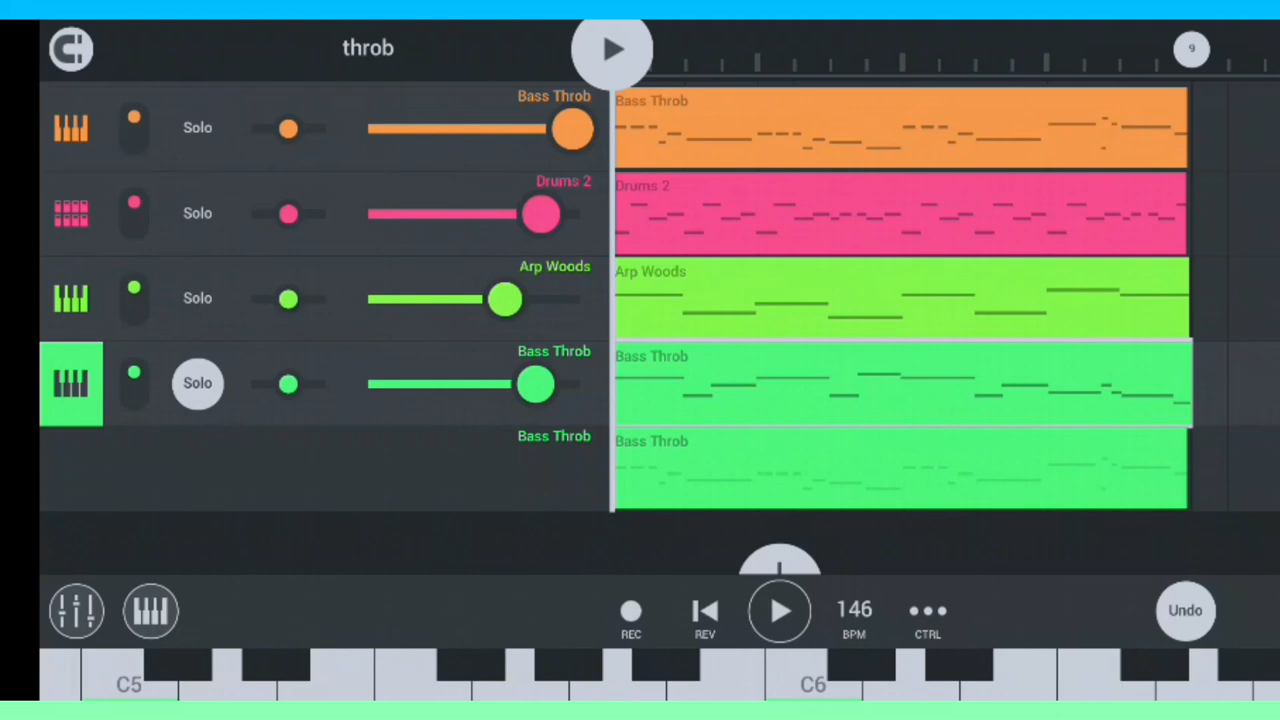 throb
9
Bass Throb
Bass Throb
Solo
Drums 2
Drums 2
Solo
Arp Woods
Arp Woods
Solo
Bass Throb
Bass Throb
Solo
Bass Throb
Bass Throb
146
Undo
REC
REV
BPM
CTRL
C5
C6